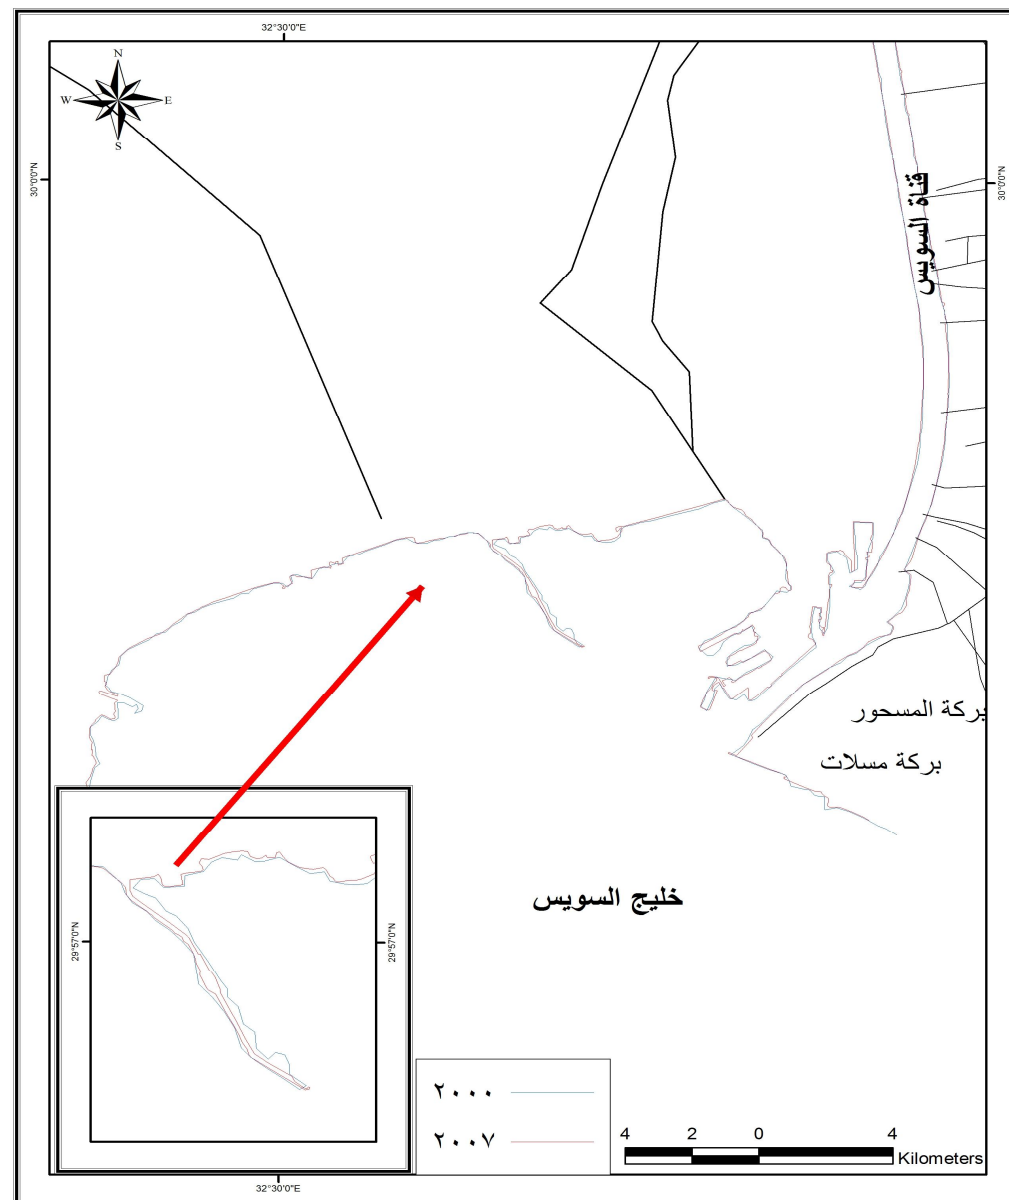 32°30'0"E
N
W
E
S
30°0'0"N
30°0'0"N
قناة السويس
بركة المسحور
بركة مسلات
خليج السويس
29°57'0"N
29°57'0"N
٢٠٠٠
٢٠٠٧
4 2 0 4
Kilometers
32°30'0"E